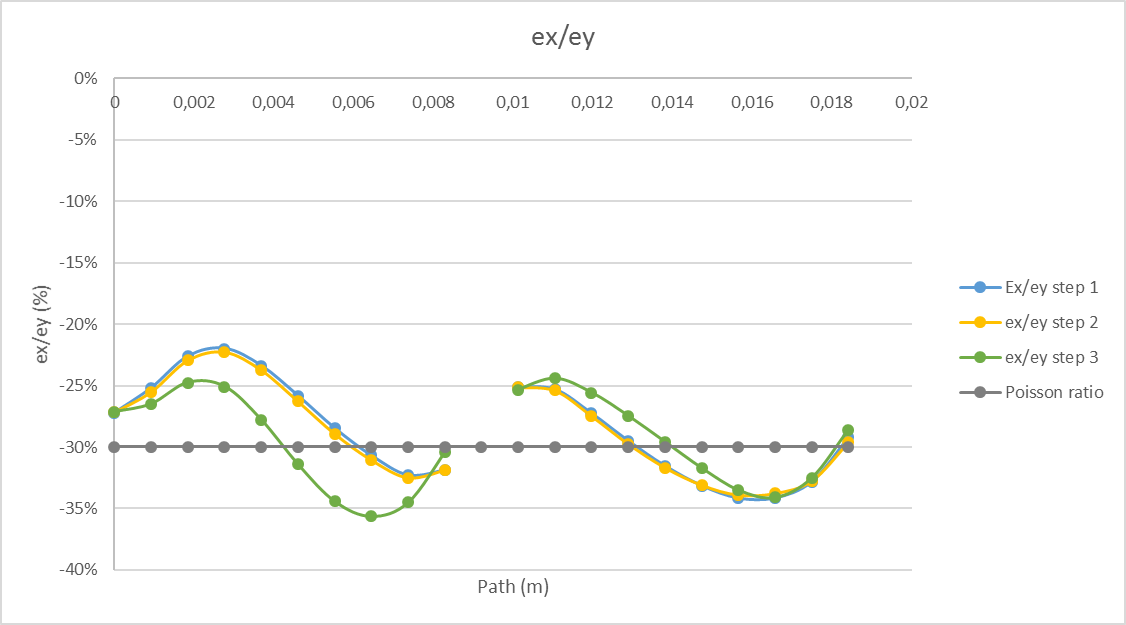 ex/ey
0%
0 0,002 0,004 0,006 0,008 0,01 0,012 0,014 0,016 0,018 0,02
-5%
-10%
-15%
-20%
-25%
-30%
-35%
-40%
ex/ey (%)
Path (m)
Ex/ey step 1
ex/ey step 2
ex/ey step 3
Poisson ratio